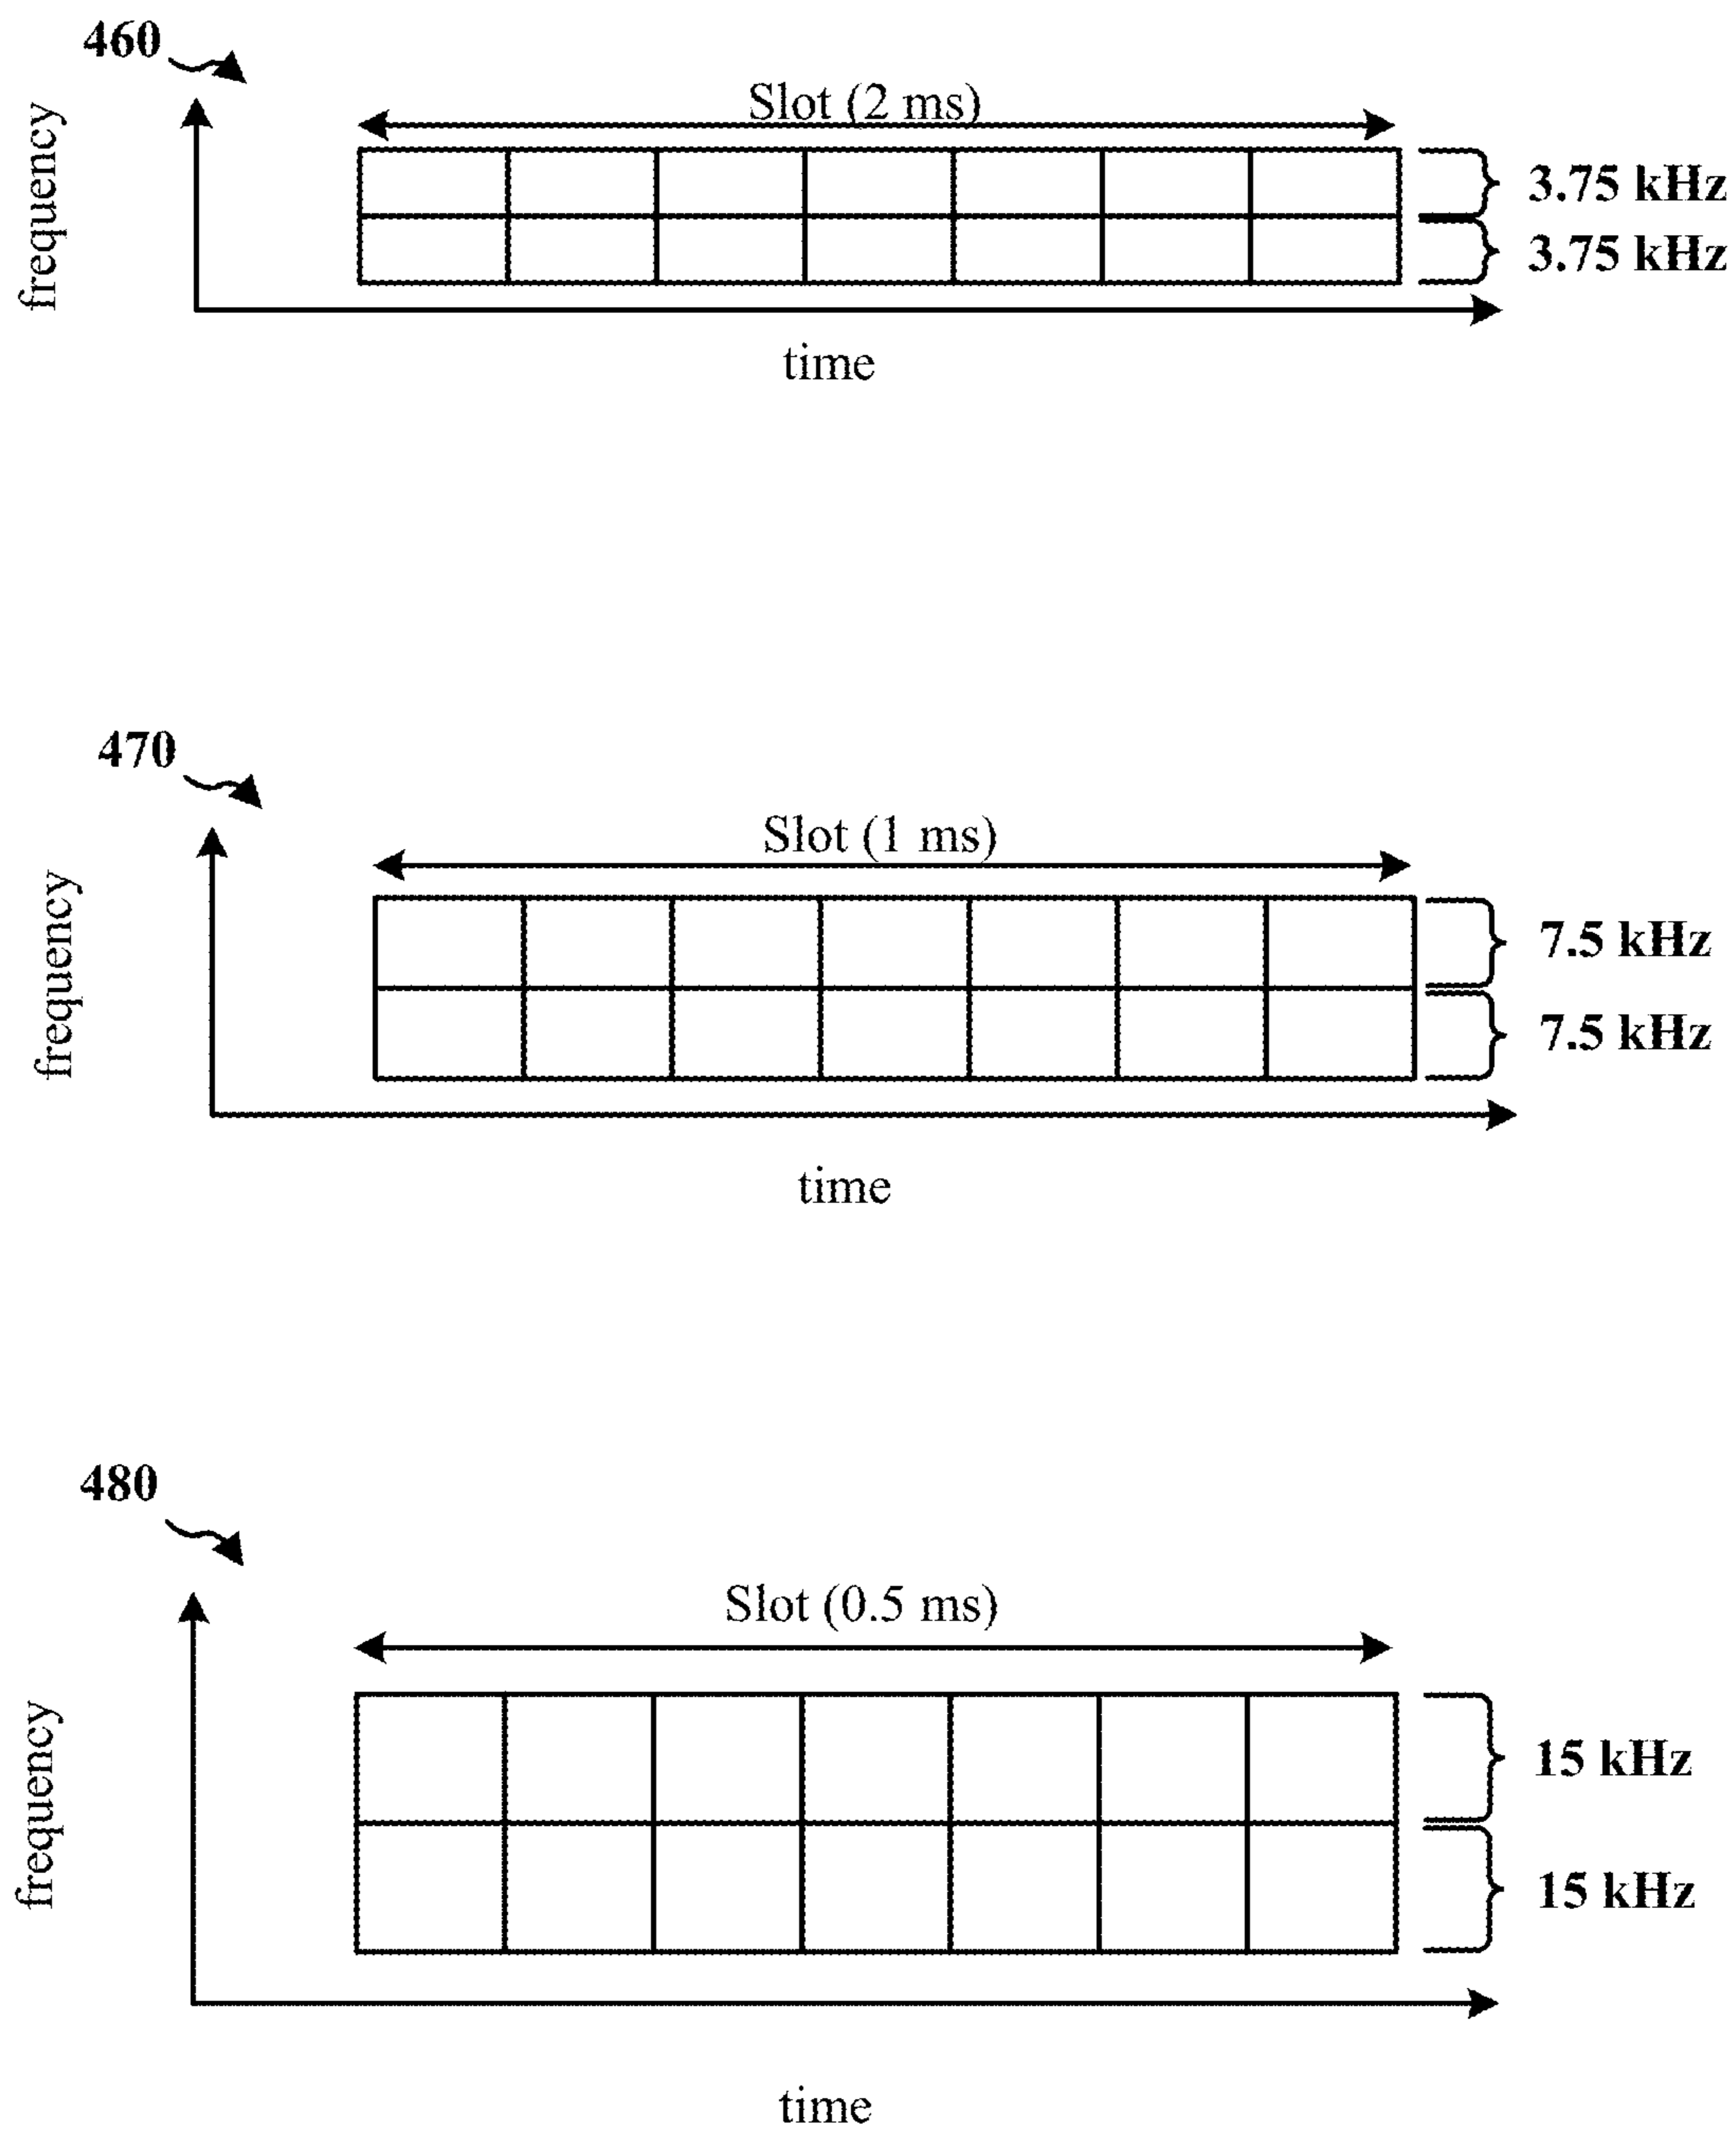 460
Slot (2 ms)
frequency
3.75 kHz
3.75 kHz
time
470
Slot (1 ms)
frequency
7.5 kHz
7.5 kHz
time
480
Slot (0.5 ms)
frequency
15 kHz
15 kHz
time